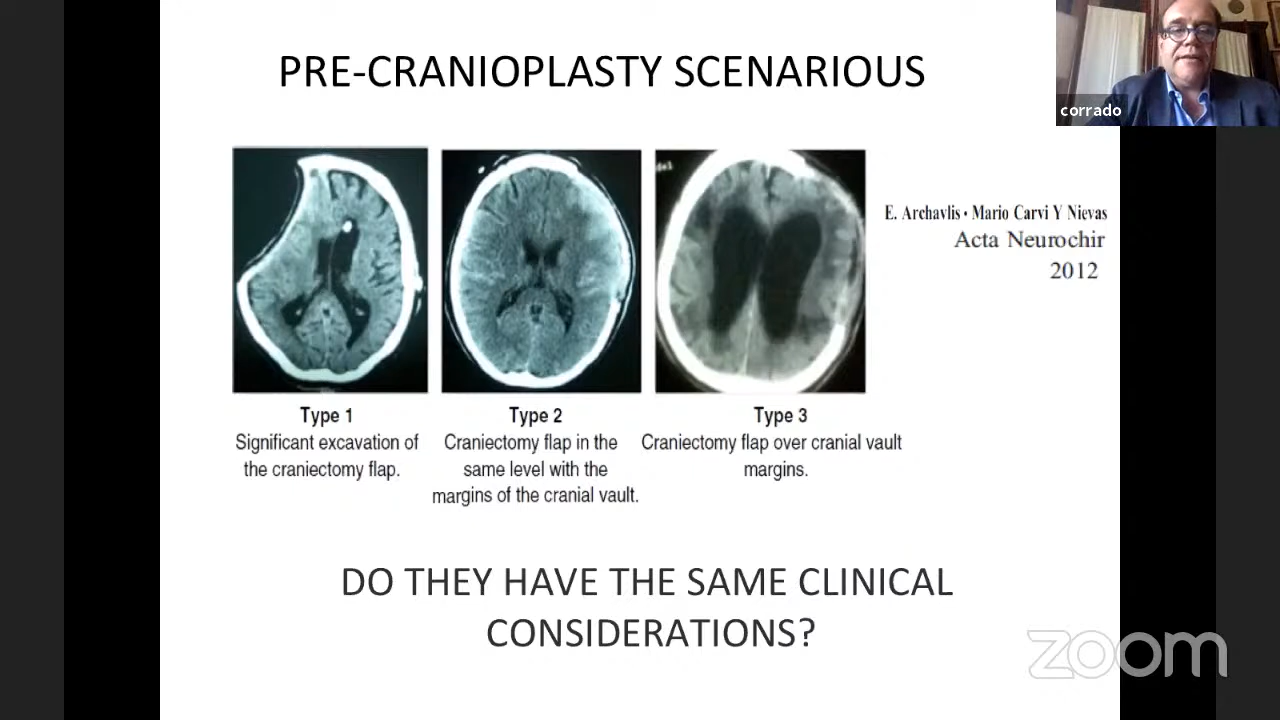 PRE-CRANIOPLASTY SCENARIOUS
corrado
E. Archavlis • Mario Carvi Y Nievas
Acta Neurochir
2012
Type 1
Significant excavation of
the craniectomy flap.
Type 2
Craniectomy flap in the
same level with the
margins of the cranial vault.
Type 3
Craniectomy flap over cranial vault
margins.
DO THEY HAVE THE SAME CLINICAL
CONSIDERATIONS?
zoom